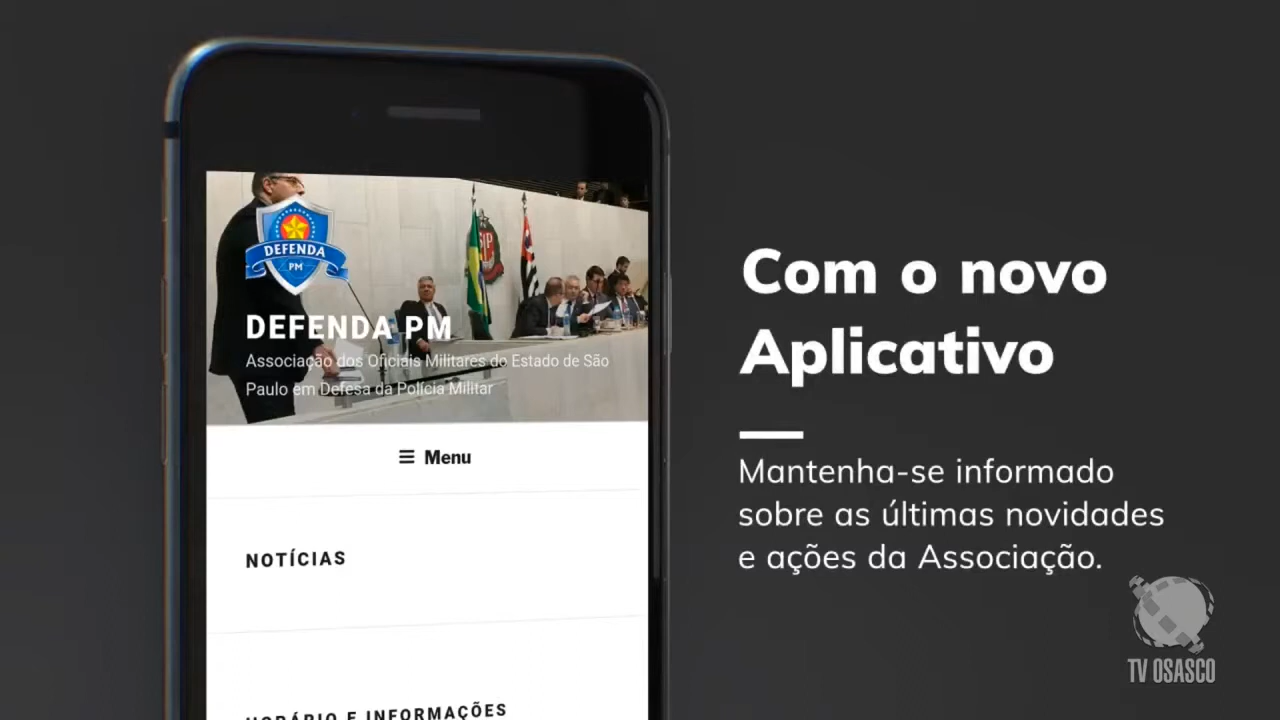 DEFENDA
PM
DEFENDA PM
Associação dos Oficiais Militares do Estado de São
Paulo em Defesa da Polícia Militar
☰ Menu
NOTÍCIAS
HORÁRIO E INFORMAÇÕES
Com o novo
Aplicativo
Mantenha-se informado
sobre as últimas novidades
e ações da Associação.
TV OSASCO